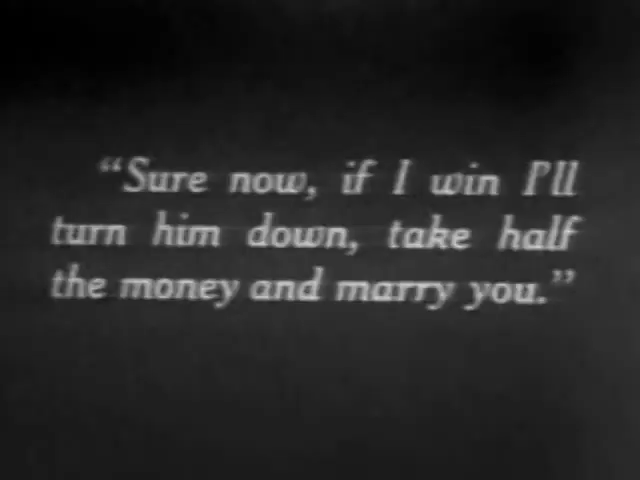 “Sure now, if I win I'll
turn him down, take half
the money and marry you.”